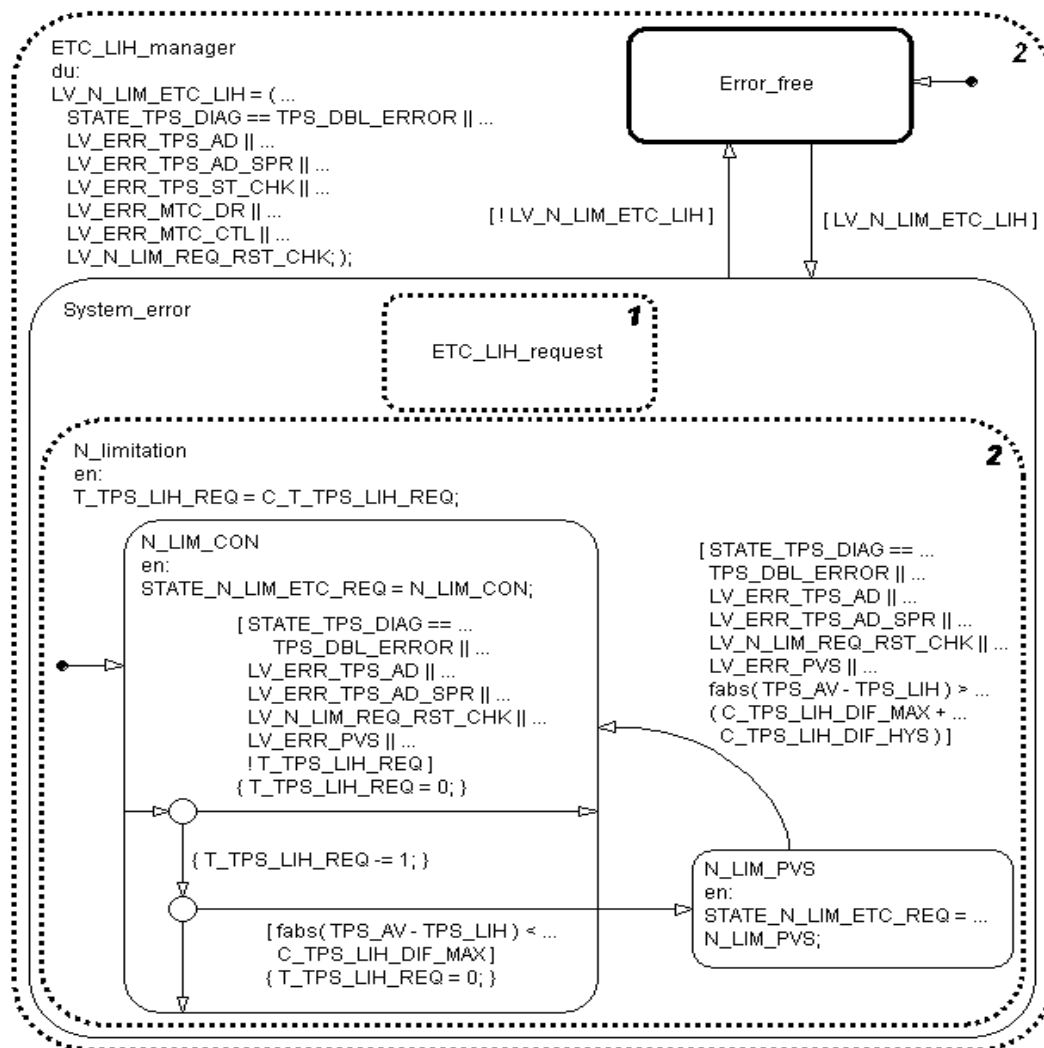 ETC_LIH_manager
du:
LV_N_LIM_ETC_LIH = ( ...
STATE_TPS_DIAG == TPS_DBL_ERROR || ...
LV_ERR_TPS_AD || ...
LV_ERR_TPS_AD_SPR || ...
LV_ERR_TPS_ST_CHK || ...
LV_ERR_MTC_DR || ...
LV_ERR_MTC_CTL || ...
LV_N_LIM_REQ_RST_CHK; );
2
Error_free
[ ! LV_N_LIM_ETC_LIH ]
[ LV_N_LIM_ETC_LIH ]
System_error
1
ETC_LIH_request
N_limitation
en:
T_TPS_LIH_REQ = C_T_TPS_LIH_REQ;
2
N_LIM_CON
en:
STATE_N_LIM_ETC_REQ = N_LIM_CON;
[ STATE_TPS_DIAG == ...
TPS_DBL_ERROR || ...
LV_ERR_TPS_AD || ...
LV_ERR_TPS_AD_SPR || ...
LV_N_LIM_REQ_RST_CHK || ...
LV_ERR_PVS || ...
! T_TPS_LIH_REQ ]
{ T_TPS_LIH_REQ = 0; }
[ STATE_TPS_DIAG == ...
TPS_DBL_ERROR || ...
LV_ERR_TPS_AD || ...
LV_ERR_TPS_AD_SPR || ...
LV_N_LIM_REQ_RST_CHK || ...
LV_ERR_PVS || ...
fabs( TPS_AV - TPS_LIH ) > ...
( C_TPS_LIH_DIF_MAX + ...
C_TPS_LIH_DIF_HYS ) ]
{ T_TPS_LIH_REQ -= 1; }
[ fabs( TPS_AV - TPS_LIH ) < ...
C_TPS_LIH_DIF_MAX ]
{ T_TPS_LIH_REQ = 0; }
N_LIM_PVS
en:
STATE_N_LIM_ETC_REQ = ...
N_LIM_PVS;